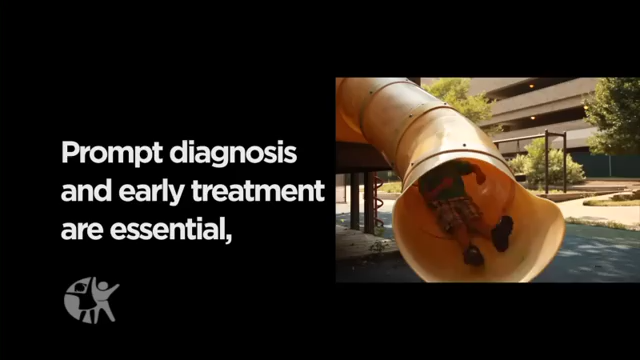 Prompt diagnosis
and early treatment
are essential,